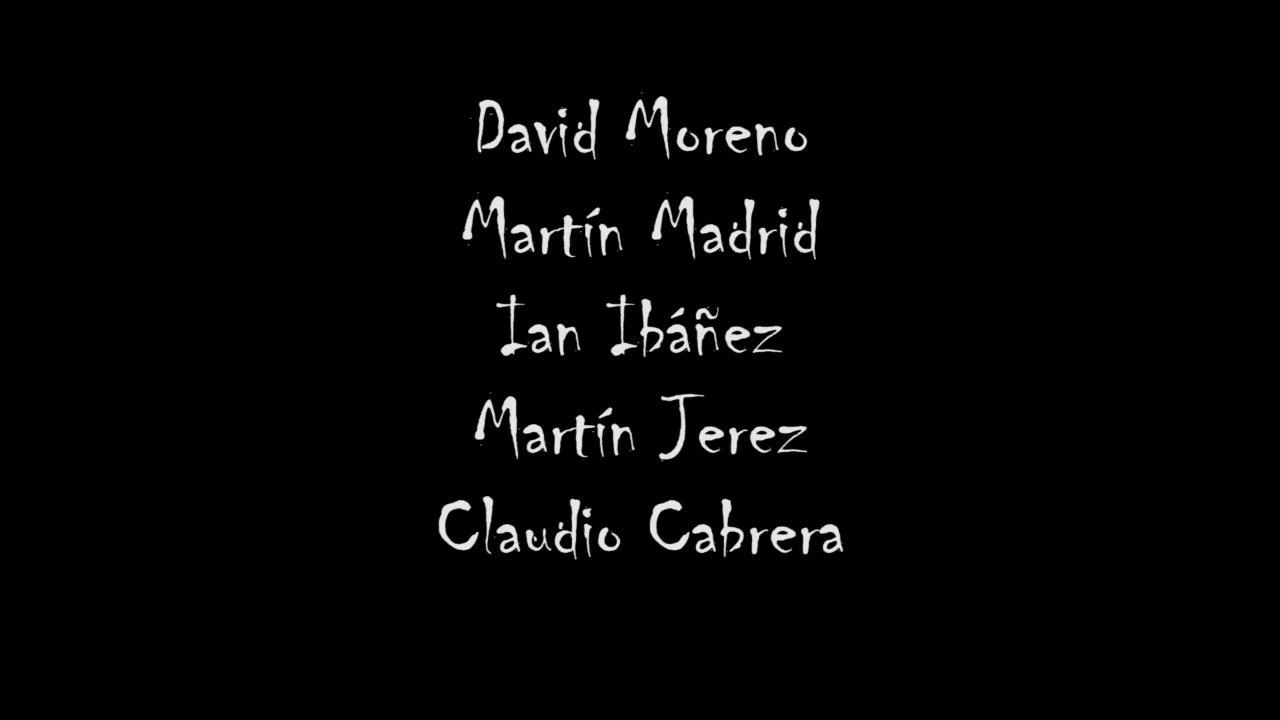 David Moreno
Martín Madrid
Ian Ibáñez
Martín Jerez
Claudio Cabrera